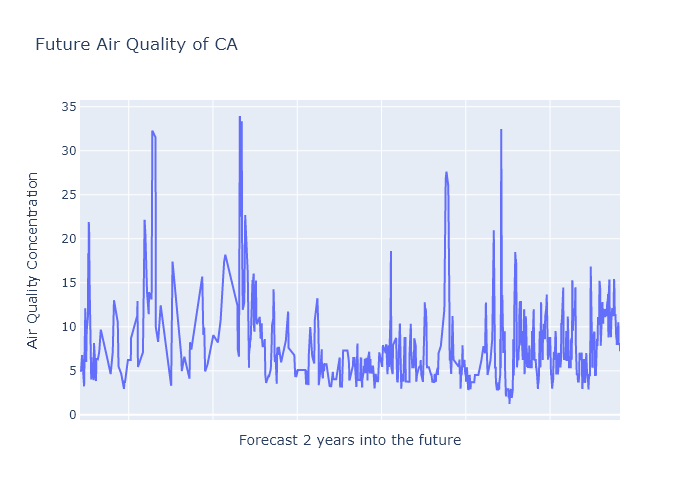 Future Air Quality of CA
Air Quality Concentration
35
30
25
20
15
10
5
0
Forecast 2 years into the future